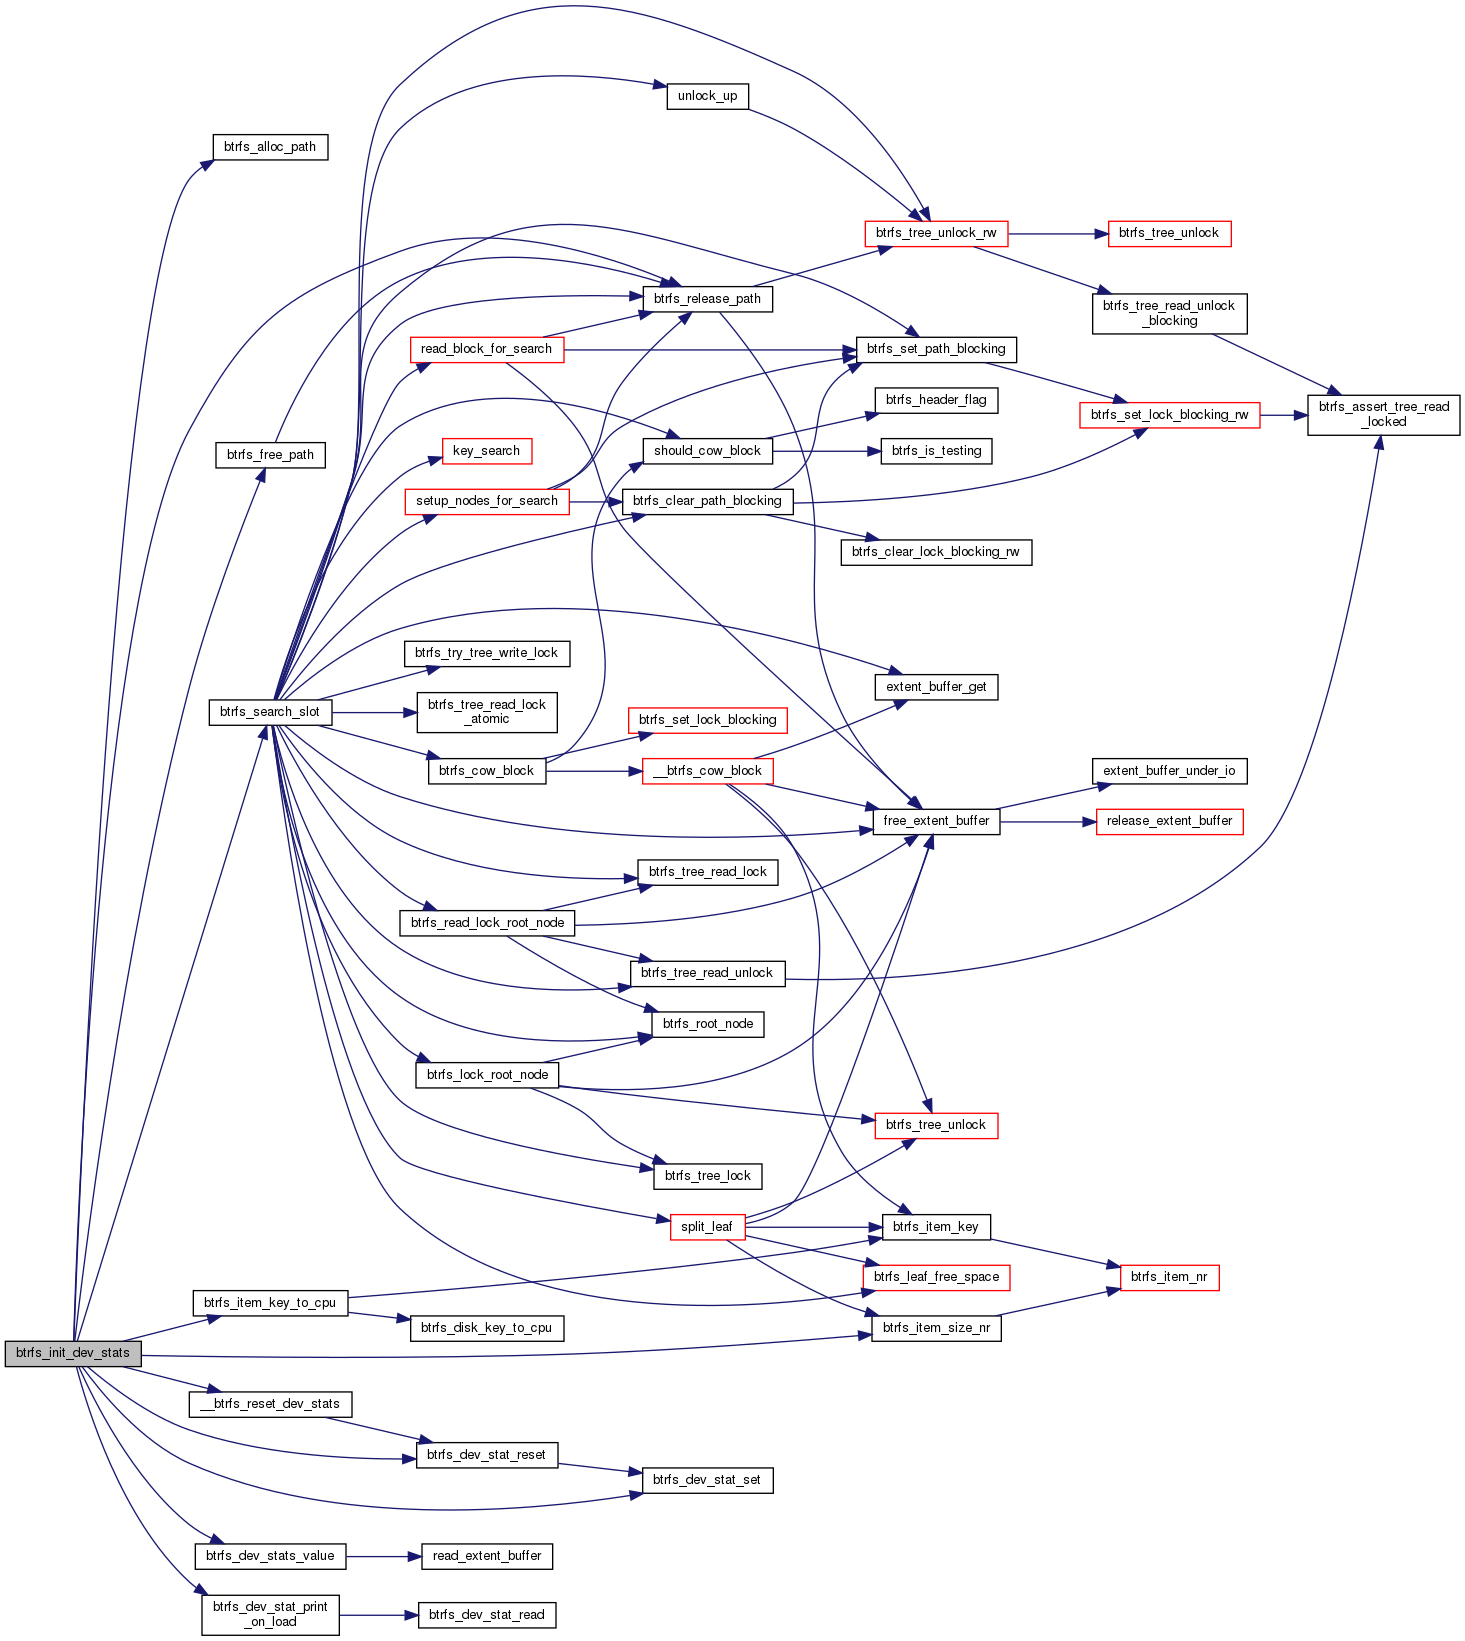 unlock_up
btrfs_alloc_path
btrfs_tree_unlock_rw
btrfs_tree_unlock
btrfs_release_path
btrfs_tree_read_unlock
_blocking
read_block_for_search
btrfs_set_path_blocking
btrfs_header_flag
btrfs_set_lock_blocking_rw
btrfs_assert_tree_read
_locked
btrfs_free_path
key_search
should_cow_block
btrfs_is_testing
setup_nodes_for_search
btrfs_clear_path_blocking
btrfs_clear_lock_blocking_rw
btrfs_try_tree_write_lock
extent_buffer_get
btrfs_search_slot
btrfs_tree_read_lock
_atomic
btrfs_set_lock_blocking
btrfs_cow_block
__btrfs_cow_block
extent_buffer_under_io
free_extent_buffer
release_extent_buffer
btrfs_tree_read_lock
btrfs_read_lock_root_node
btrfs_tree_read_unlock
btrfs_root_node
btrfs_lock_root_node
btrfs_tree_unlock
btrfs_tree_lock
split_leaf
btrfs_item_key
btrfs_leaf_free_space
btrfs_item_nr
btrfs_item_key_to_cpu
btrfs_disk_key_to_cpu
btrfs_item_size_nr
btrfs_init_dev_stats
__btrfs_reset_dev_stats
btrfs_dev_stat_reset
btrfs_dev_stat_set
btrfs_dev_stats_value
read_extent_buffer
btrfs_dev_stat_print
_on_load
btrfs_dev_stat_read